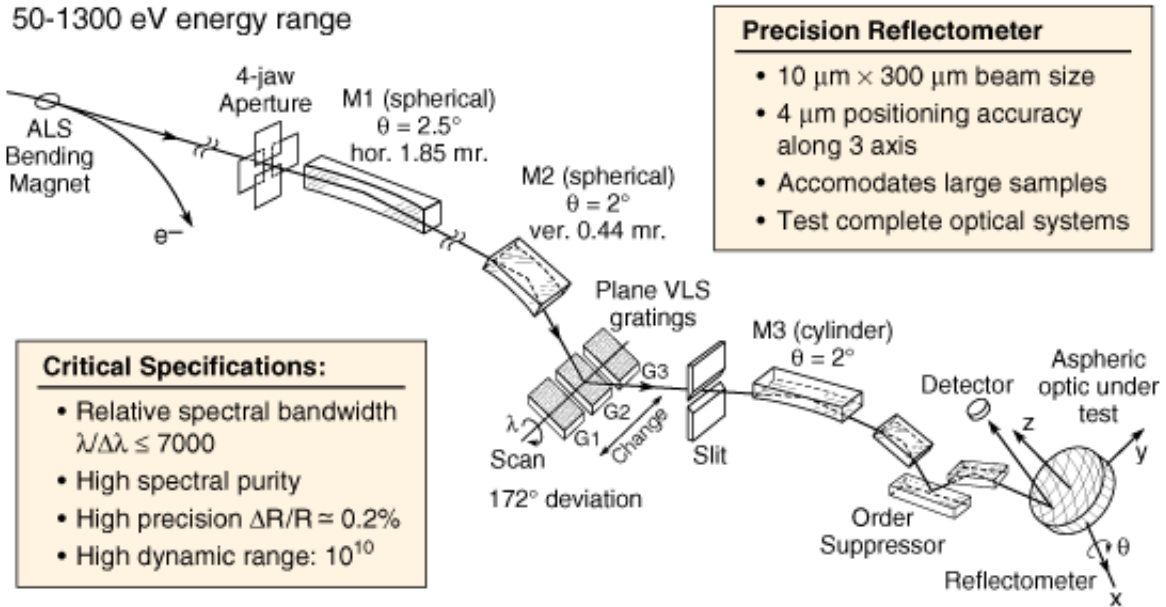 50-1300 eV energy range
Precision Reflectometer
• 10 μm × 300 μm beam size
• 4 μm positioning accuracy
along 3 axis
• Accomodates large samples
• Test complete optical systems
4-jaw
Aperture
M1 (spherical)
θ = 2.5°
hor. 1.85 mr.
ALS
Bending
Magnet
e–
M2 (spherical)
θ = 2°
ver. 0.44 mr.
Plane VLS
gratings
G3
G2
G1
λ
Scan
Change
172° deviation
Slit
M3 (cylinder)
θ = 2°
Order
Suppressor
Detector
Aspheric
optic under
test
z
y
θ
Reflectometer
x
Critical Specifications:
• Relative spectral bandwidth
λ/Δλ ≤ 7000
• High spectral purity
• High precision ΔR/R ≃ 0.2%
• High dynamic range: 10¹⁰